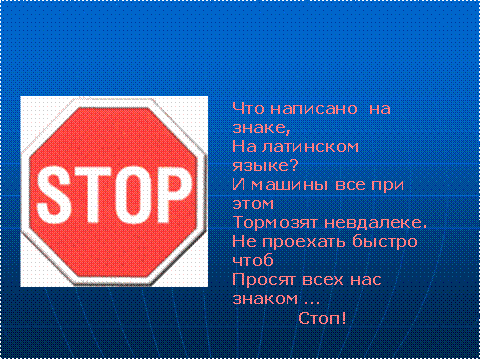 STOP
Что написано на
знаке,
На латинском
языке?
И машины все при
этом
Тормозят невдалеке.
Не проехать быстро
чтоб
Просят всех нас
знаком ...
Стоп!